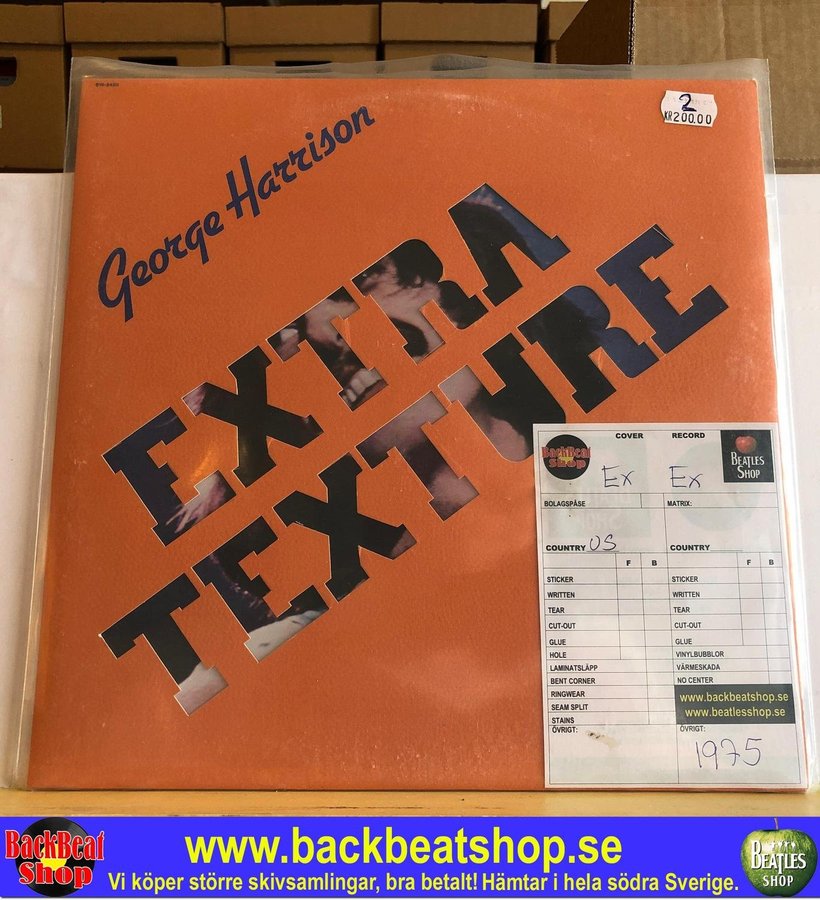 SW-3420
2
KR200.00
George Harrison
EXTRA
TEXTURE
BackBeat
Shop
COVER RECORD
BEATLES
SHOP
Ex Ex
BOLAGSPÅSE MATRIX:
COUNTRY US COUNTRY
F B F B
STICKER STICKER
WRITTEN WRITTEN
TEAR TEAR
CUT-OUT CUT-OUT
GLUE GLUE
HOLE VINYLBUBBLOR
LAMINATSLÄPP VÄRMESKADA
BENT CORNER NO CENTER
RINGWEAR
SEAM SPLIT
STAINS
www.backbeatshop.se
www.beatlesshop.se
ÖVRIGT: ÖVRIGT:
1975
BackBeat
Shop
www.backbeatshop.se
Vi köper större skivsamlingar, bra betalt! Hämtar i hela södra Sverige.
BEATLES
SHOP